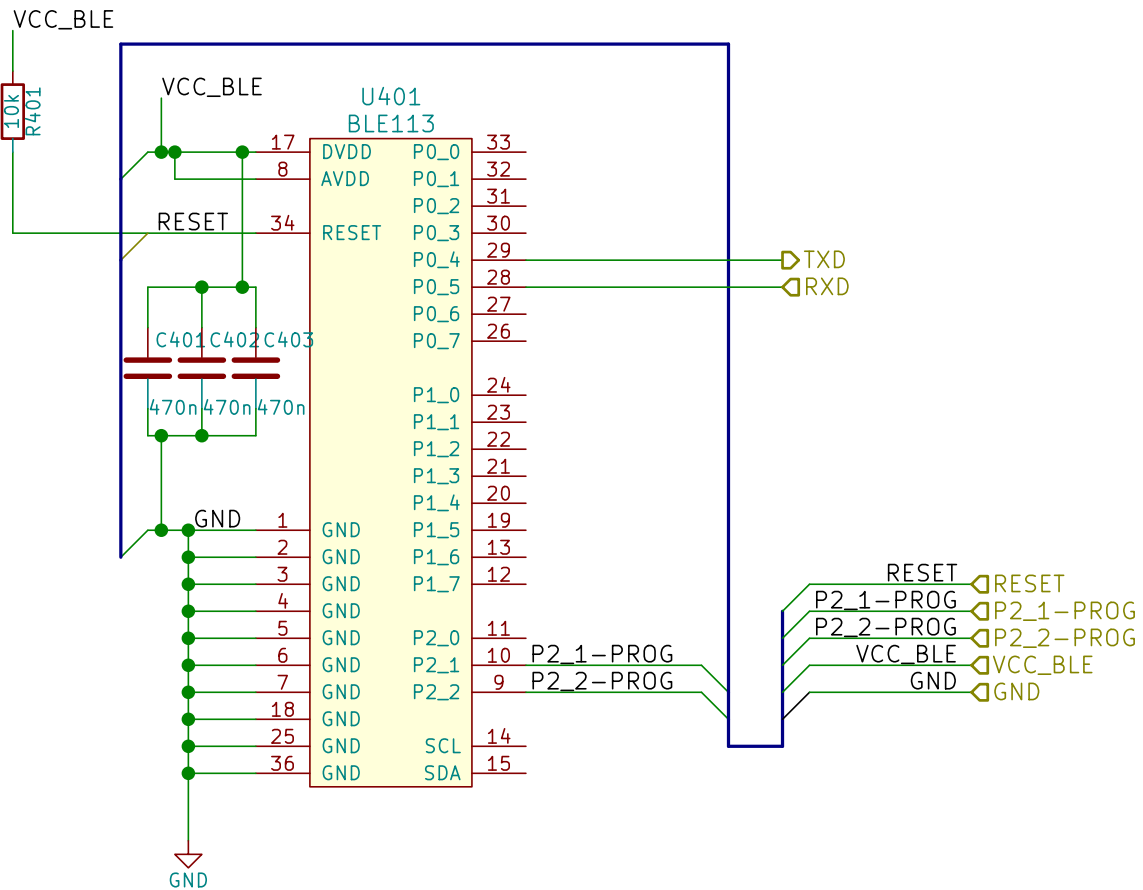 VCC_BLE
10k
R401
VCC_BLE
U401
BLE113
17 DVDD P0_0 33
8 AVDD P0_1 32
P0_2 31
RESET 34 RESET P0_3 30
P0_4 29 TXD
P0_5 28 RXD
P0_6 27
C401 C402 C403 P0_7 26
P1_0 24
470n 470n 470n
P1_1 23
P1_2 22
P1_3 21
P1_4 20
GND 1 GND P1_5 19
2 GND P1_6 13
3 GND P1_7 12
4 GND
5 GND P2_0 11
6 GND P2_1 10 P2_1-PROG
7 GND P2_2 9 P2_2-PROG
18 GND
25 GND SCL 14
36 GND SDA 15
GND
RESET RESET
P2_1-PROG P2_1-PROG
P2_2-PROG P2_2-PROG
VCC_BLE VCC_BLE
GND GND